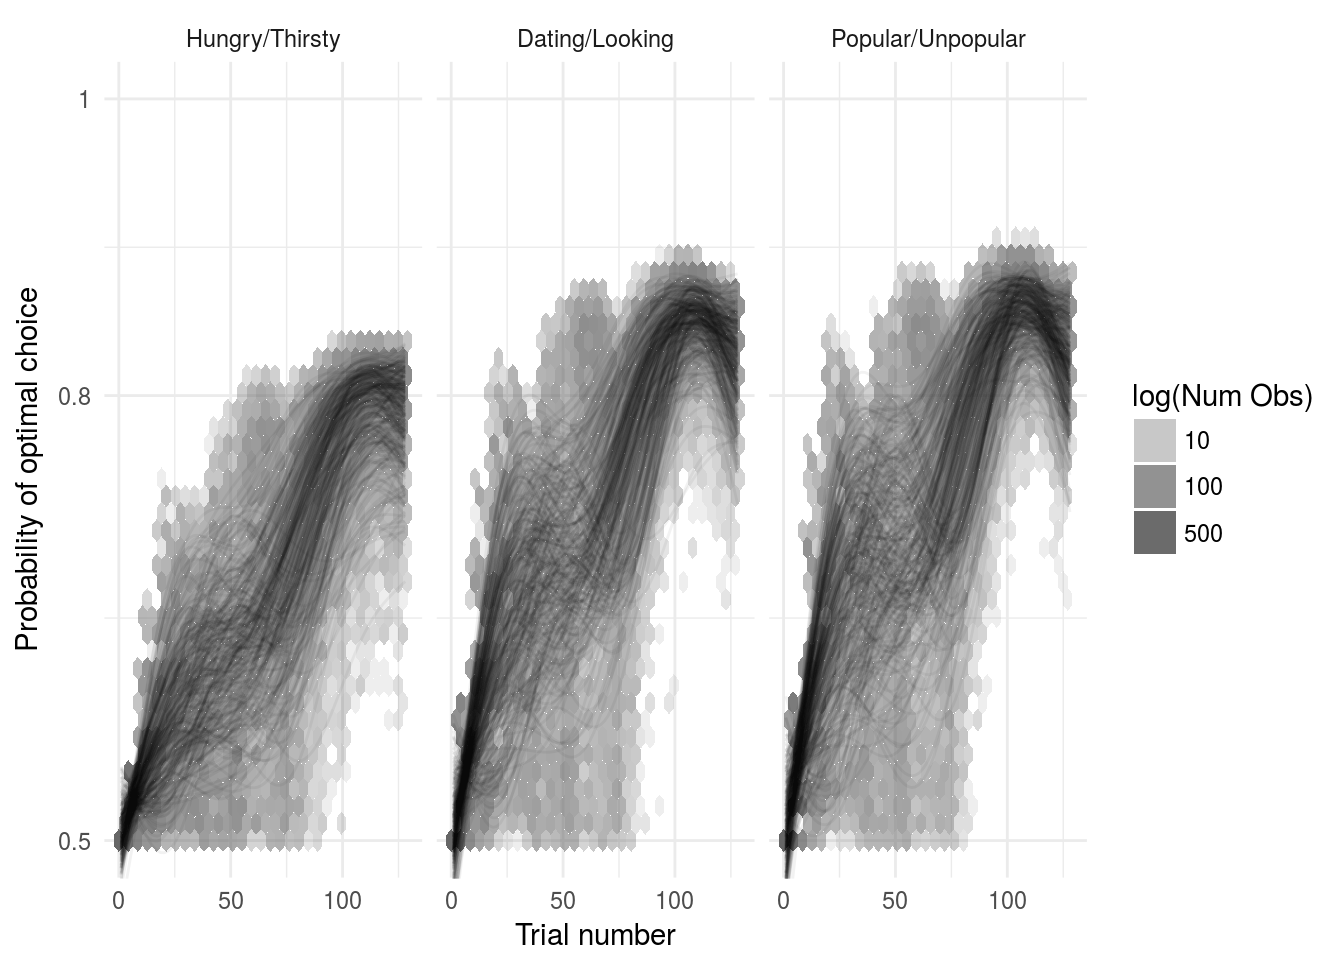 Hungry/Thirsty
Dating/Looking
Popular/Unpopular
Probability of optimal choice
1
0.8
0.5
0 50 100
0 50 100
0 50 100
Trial number
log(Num Obs)
10
100
500